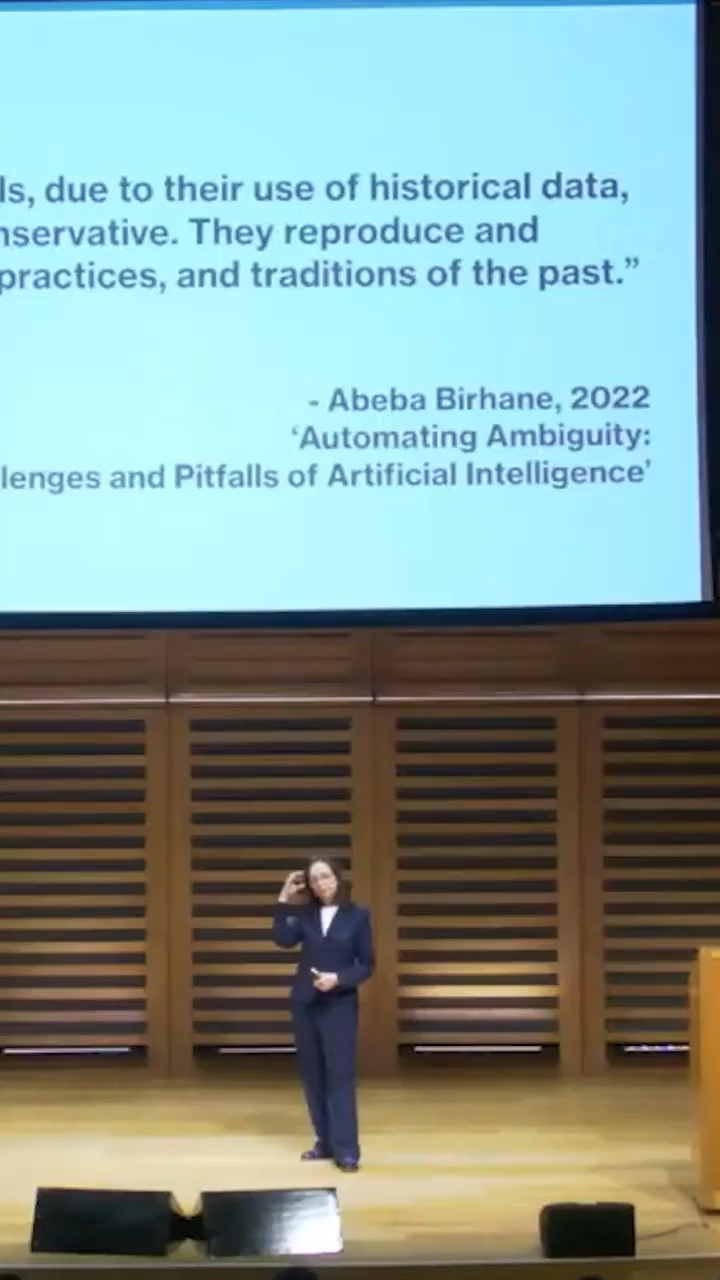 ls, due to their use of historical data,
nservative. They reproduce and
practices, and traditions of the past.”
- Abeba Birhane, 2022
‘Automating Ambiguity:
lenges and Pitfalls of Artificial Intelligence’